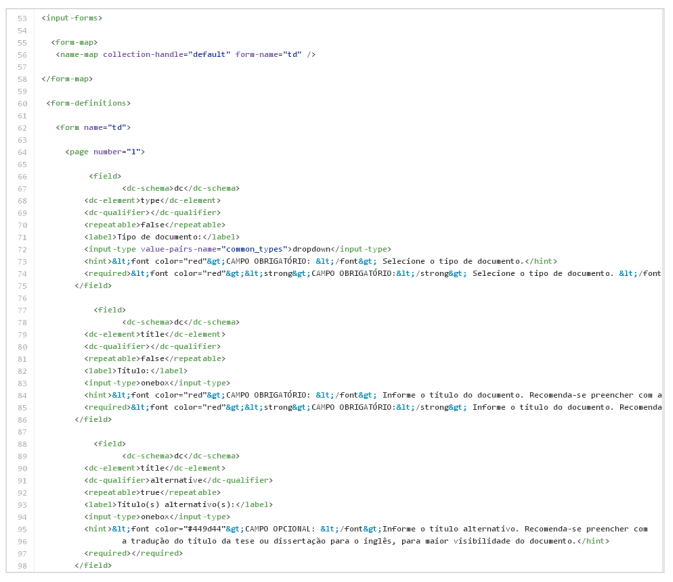 53 <input-forms>
54
55 <form-map>
56 <name-map collection-handle="default" form-name="td" />
57
58 </form-map>
59
60 <form-definitions>
61
62 <form name="td">
63
64 <page number="1">
65
66 <field>
67 <dc-schema>dc</dc-schema>
68 <dc-element>type</dc-element>
69 <dc-qualifier></dc-qualifier>
70 <repeatable>false</repeatable>
71 <label>Tipo de documento:</label>
72 <input-type value-pairs-name="common_types">dropdown</input-type>
73 <hint>&lt;font color="red"&gt;CAMPO OBRIGATÓRIO: &lt;/font&gt; Selecione o tipo de documento.</hint>
74 <required>&lt;font color="red"&gt;&lt;strong&gt;CAMPO OBRIGATÓRIO:&lt;/strong&gt; Selecione o tipo de documento. &lt;/font
75 </field>
76
77 <field>
78 <dc-schema>dc</dc-schema>
79 <dc-element>title</dc-element>
80 <dc-qualifier></dc-qualifier>
81 <repeatable>false</repeatable>
82 <label>Título:</label>
83 <input-type>onebox</input-type>
84 <hint>&lt;font color="red"&gt;CAMPO OBRIGATÓRIO: &lt;/font&gt; Informe o título do documento. Recomenda-se preencher com a
85 <required>&lt;font color="red"&gt;&lt;strong&gt;CAMPO OBRIGATÓRIO:&lt;/strong&gt; Informe o título do documento. Recomenda
86 </field>
87
88 <field>
89 <dc-schema>dc</dc-schema>
90 <dc-element>title</dc-element>
91 <dc-qualifier>alternative</dc-qualifier>
92 <repeatable>true</repeatable>
93 <label>Título(s) alternativo(s):</label>
94 <input-type>onebox</input-type>
95 <hint>&lt;font color="#449d44"&gt;CAMPO OPCIONAL: &lt;/font&gt;Informe o título alternativo. Recomenda-se preencher com
96 a tradução do título da tese ou dissertação para o inglês, para maior visibilidade do documento.</hint>
97 <required></required>
98 </field>